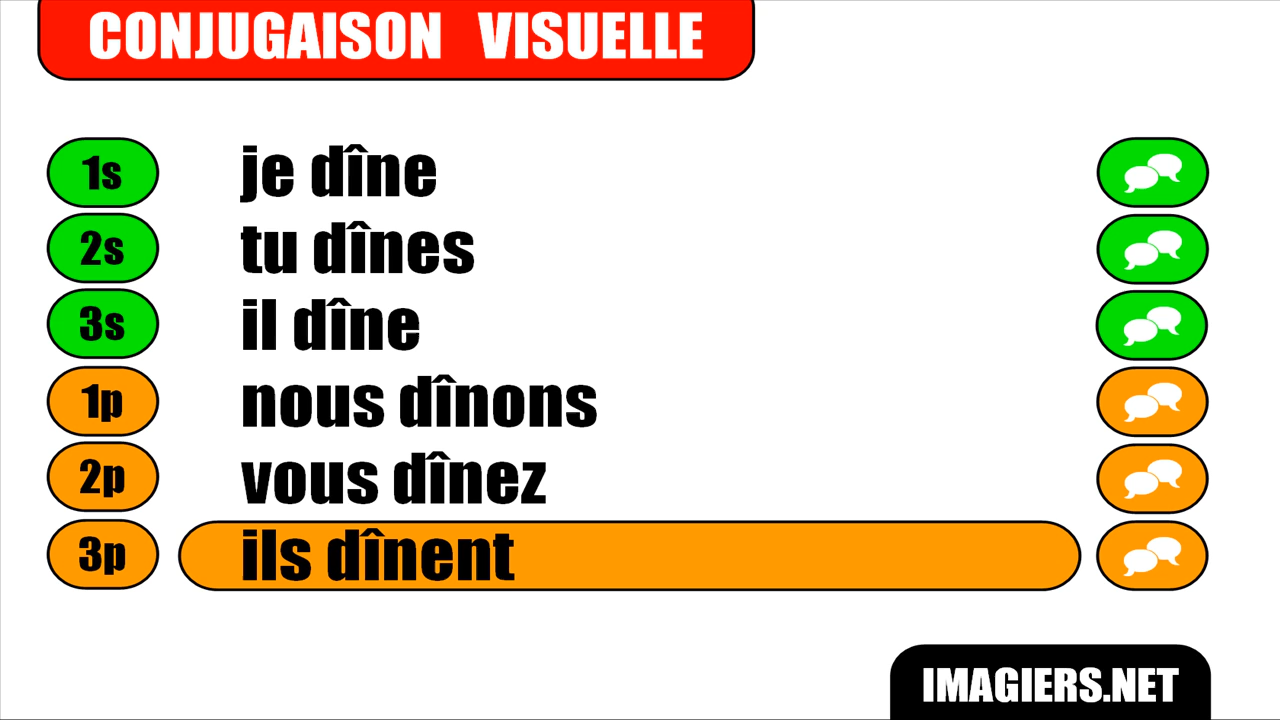 CONJUGAISON VISUELLE
1s je dîne
2s tu dînes
3s il dîne
1p nous dînons
2p vous dînez
3p ils dînent
IMAGIERS.NET